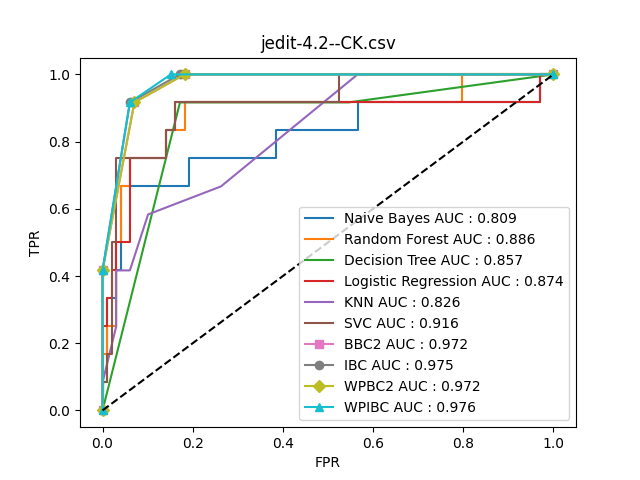 jedit-4.2--CK.csv
1.0
0.8
0.6
0.4
0.2
0.0
TPR
Naive Bayes AUC : 0.809
Random Forest AUC : 0.886
Decision Tree AUC : 0.857
Logistic Regression AUC : 0.874
KNN AUC : 0.826
SVC AUC : 0.916
BBC2 AUC : 0.972
IBC AUC : 0.975
WPBC2 AUC : 0.972
WPIBC AUC : 0.976
0.0 0.2 0.4 0.6 0.8 1.0
FPR